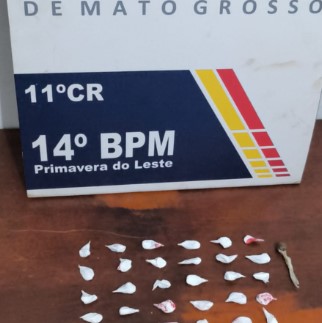 DE MATO GROSSO
11ºCR
14º BPM
Primavera do Leste